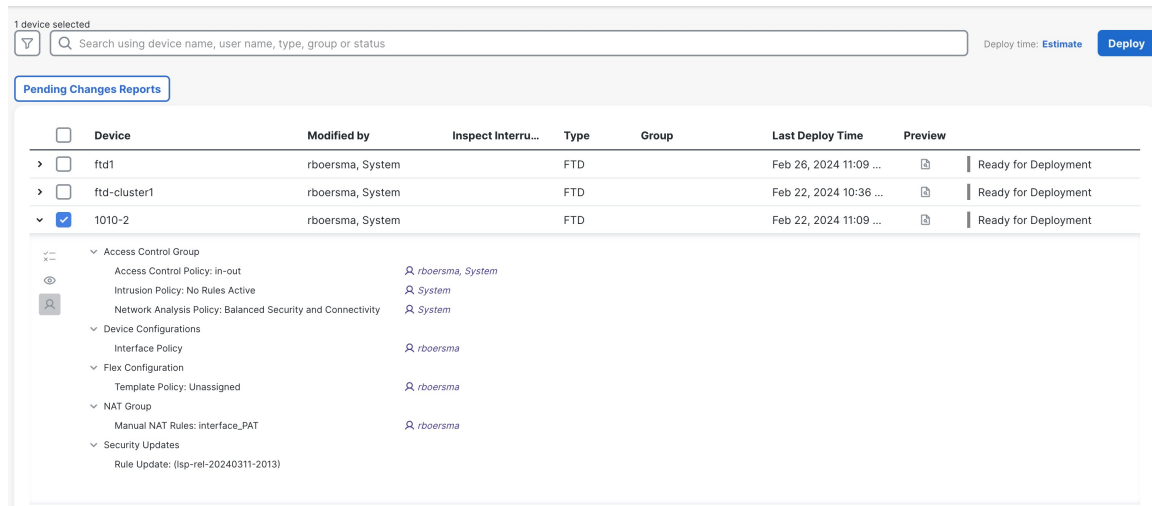 1 device selected
Search using device name, user name, type, group or status
Deploy time: Estimate
Deploy
Pending Changes Reports
Device Modified by Inspect Interru... Type Group Last Deploy Time Preview
ftd1 rboersma, System FTD Feb 26, 2024 11:09 ... Ready for Deployment
ftd-cluster1 rboersma, System FTD Feb 22, 2024 10:36 ... Ready for Deployment
1010-2 rboersma, System FTD Feb 22, 2024 11:09 ... Ready for Deployment
Access Control Group
Access Control Policy: in-out rboersma, System
Intrusion Policy: No Rules Active System
Network Analysis Policy: Balanced Security and Connectivity System
Device Configurations
Interface Policy rboersma
Flex Configuration
Template Policy: Unassigned rboersma
NAT Group
Manual NAT Rules: interface_PAT rboersma
Security Updates
Rule Update: (lsp-rel-20240311-2013)